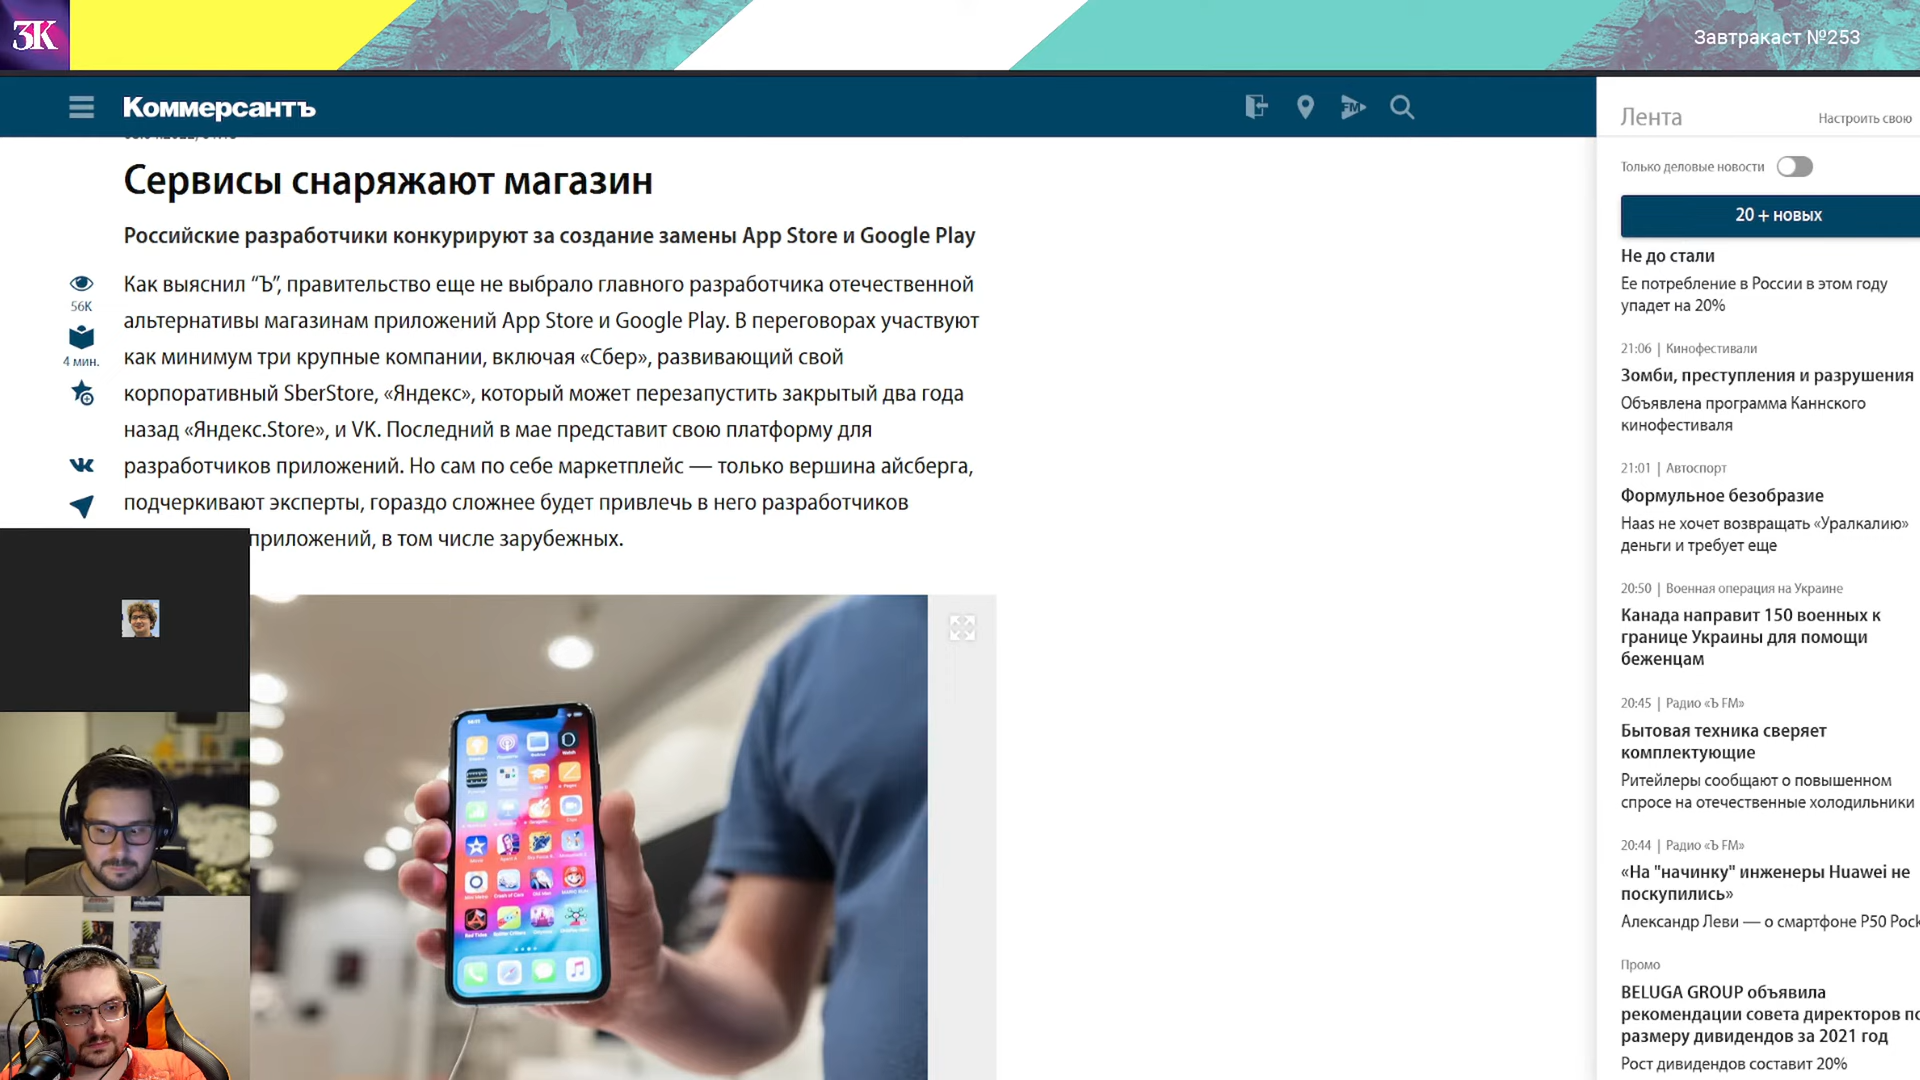 ЗК
Завтракаст №253
Коммерсантъ
FM
Сервисы снаряжают магазин
Российские разработчики конкурируют за создание замены App Store и Google Play
56K
4 мин.
Как выяснил “Ъ”, правительство еще не выбрало главного разработчика отечественной
альтернативы магазинам приложений App Store и Google Play. В переговорах участвуют
как минимум три крупные компании, включая «Сбер», развивающий свой
корпоративный SberStore, «Яндекс», который может перезапустить закрытый два года
назад «Яндекс.Store», и VK. Последний в мае представит свою платформу для
разработчиков приложений. Но сам по себе маркетплейс — только вершина айсберга,
подчеркивают эксперты, гораздо сложнее будет привлечь в него разработчиков
приложений, в том числе зарубежных.
Лента
Настроить свою
Только деловые новости
20 + новых
Не до стали
Ее потребление в России в этом году
упадет на 20%
21:06 | Кинофестивали
Зомби, преступления и разрушения
Объявлена программа Каннского
кинофестиваля
21:01 | Автоспорт
Формульное безобразие
Haas не хочет возвращать «Уралкалию»
деньги и требует еще
20:50 | Военная операция на Украине
Канада направит 150 военных к
границе Украины для помощи
беженцам
20:45 | Радио «Ъ FM»
Бытовая техника сверяет
комплектующие
Ритейлеры сообщают о повышенном
спросе на отечественные холодильники
20:44 | Радио «Ъ FM»
«На "начинку" инженеры Huawei не
поскупились»
Александр Леви — о смартфоне P50 Pock
Промо
BELUGA GROUP объявила
рекомендации совета директоров по
размеру дивидендов за 2021 год
Рост дивидендов составит 20%